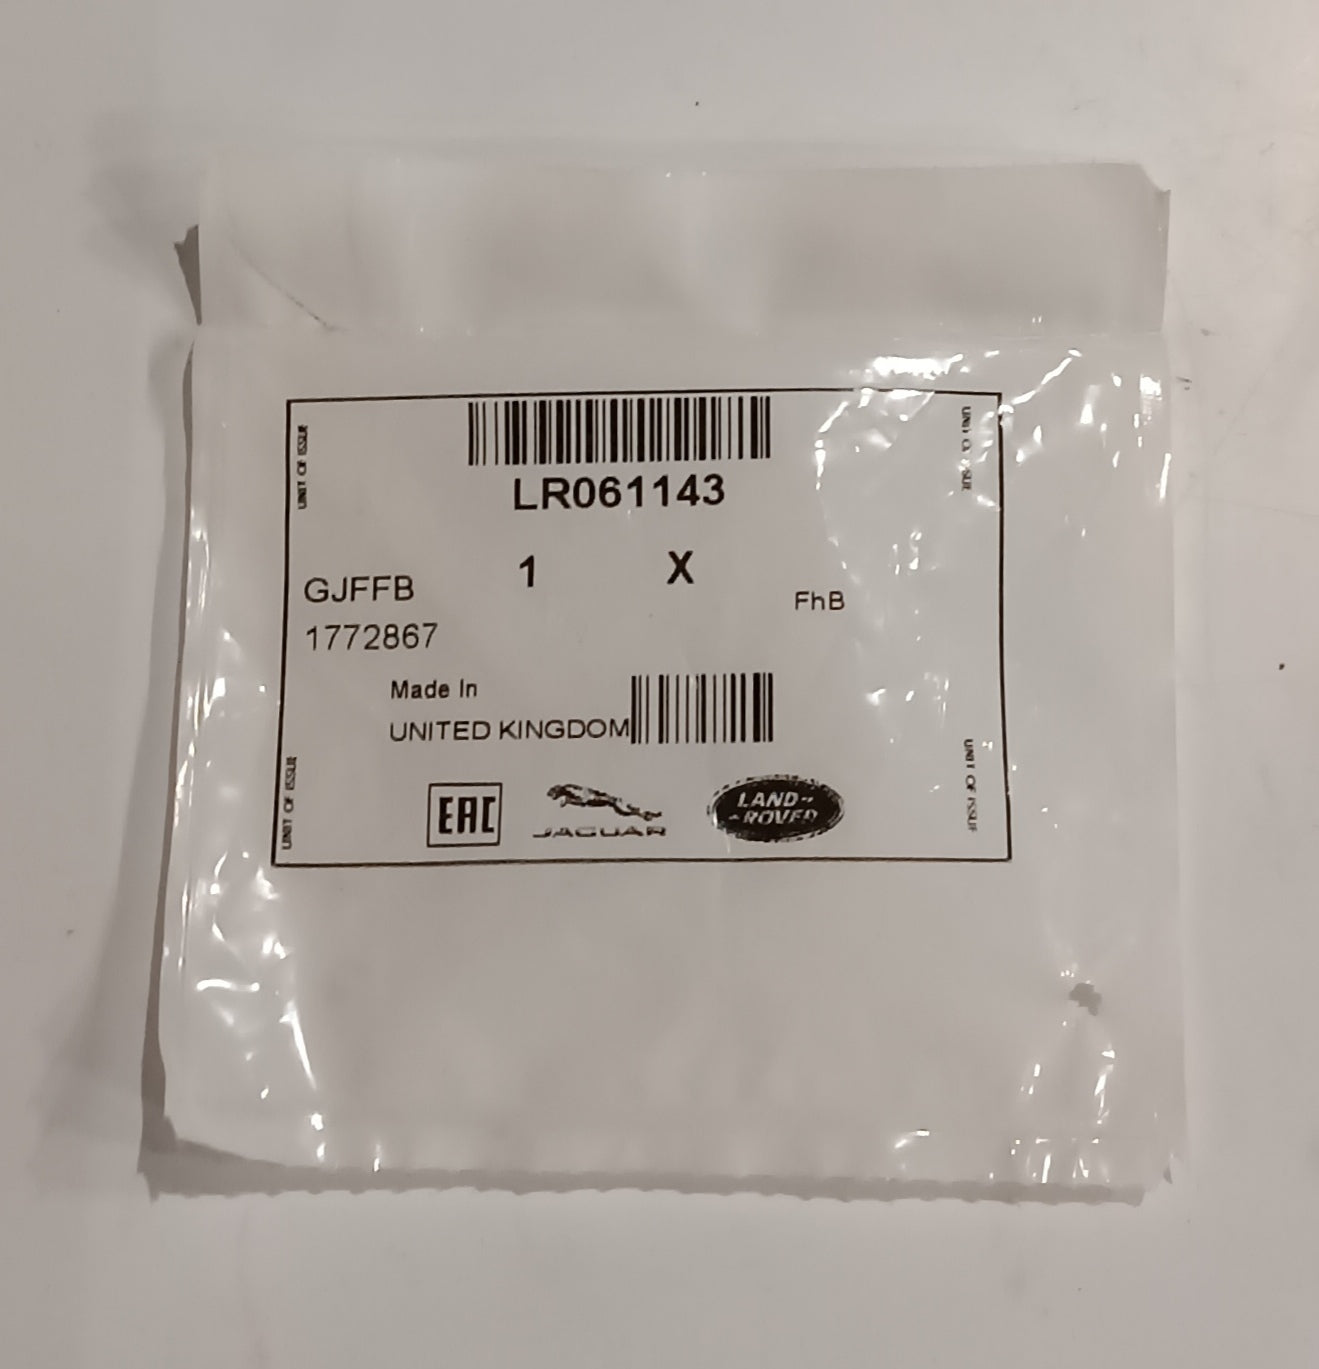 UNIT OF ISSUE
UNIT OF ISSUE
LR061143
1 X
GJFFB
FhB
1772867
Made In
UNITED KINGDOM
UNIT OF ISSUE
UNIT OF ISSUE
EAC
JAGUAR
LAND-
-ROVER